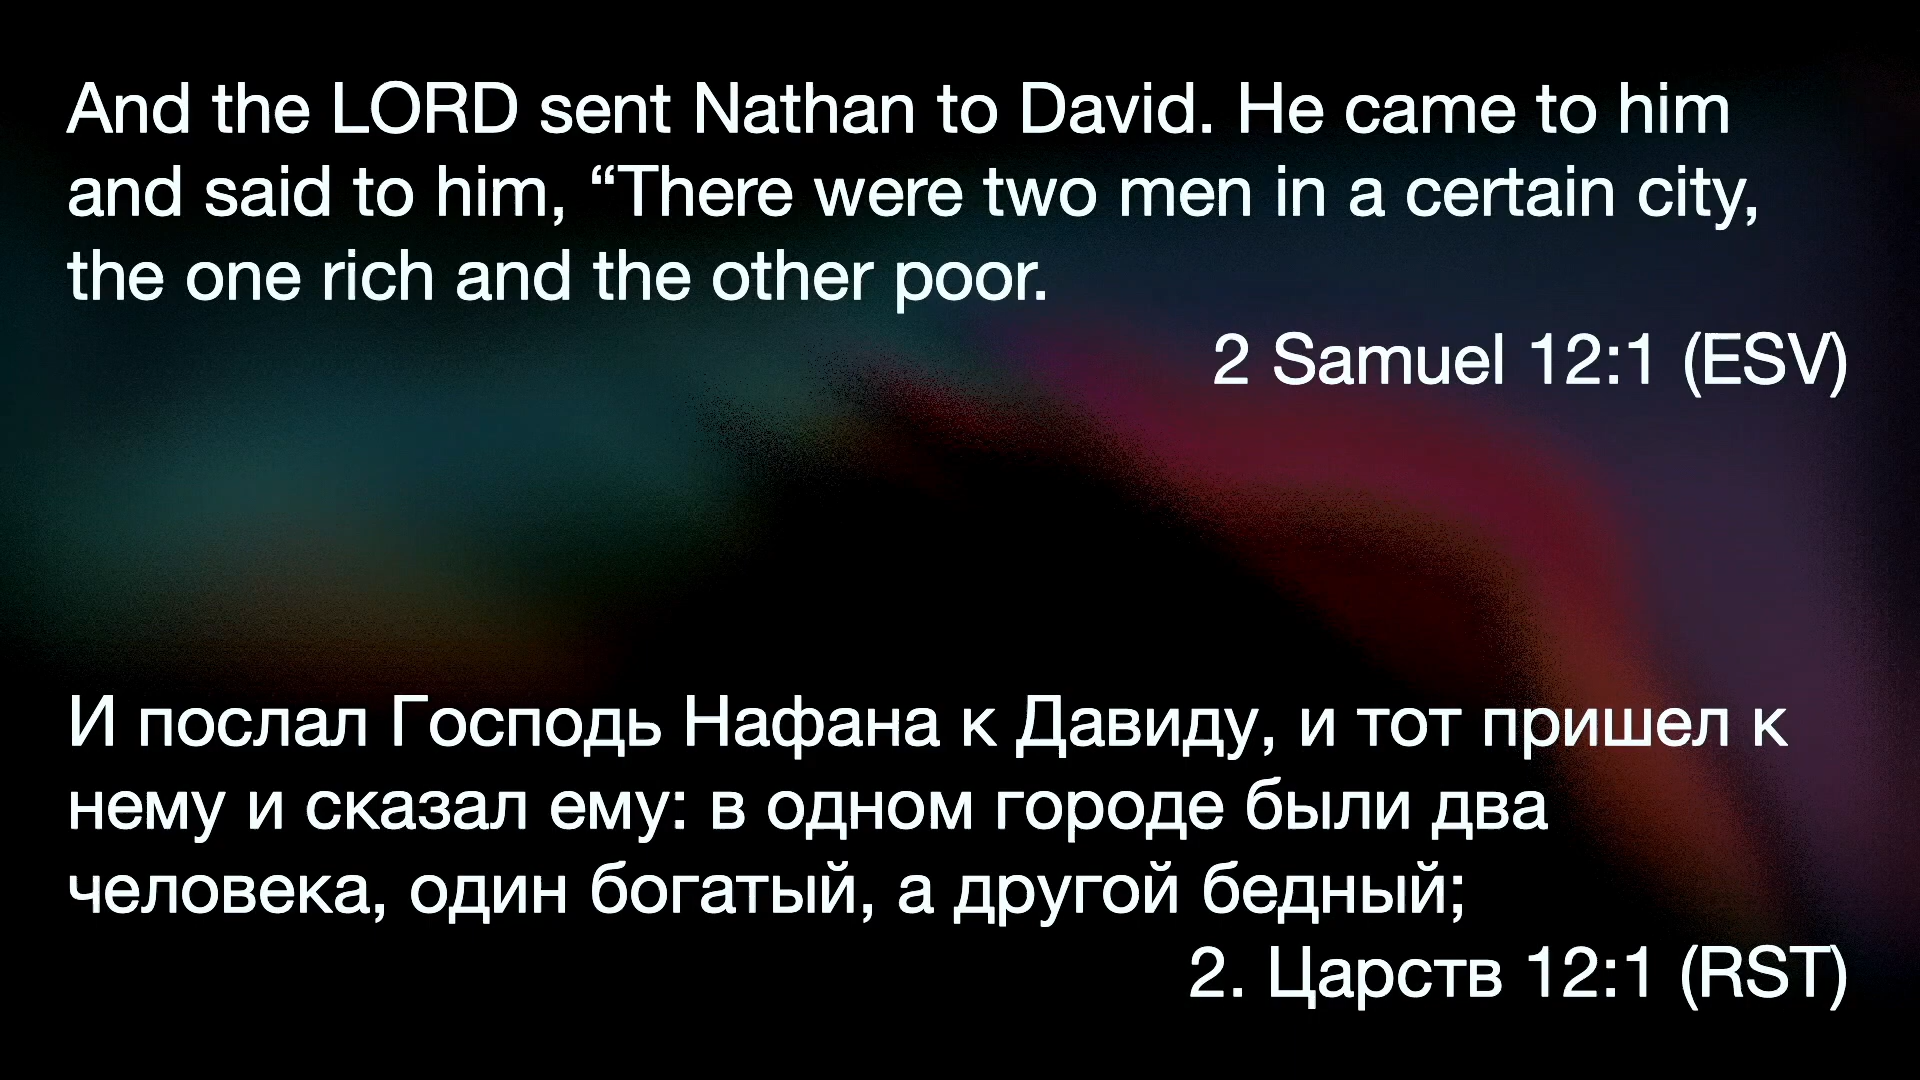 And the LORD sent Nathan to David. He came to him
and said to him, “There were two men in a certain city,
the one rich and the other poor.
2 Samuel 12:1 (ESV)
И послал Господь Нафана к Давиду, и тот пришел к
нему и сказал ему: в одном городе были два
человека, один богатый, а другой бедный;
2. Царств 12:1 (RST)